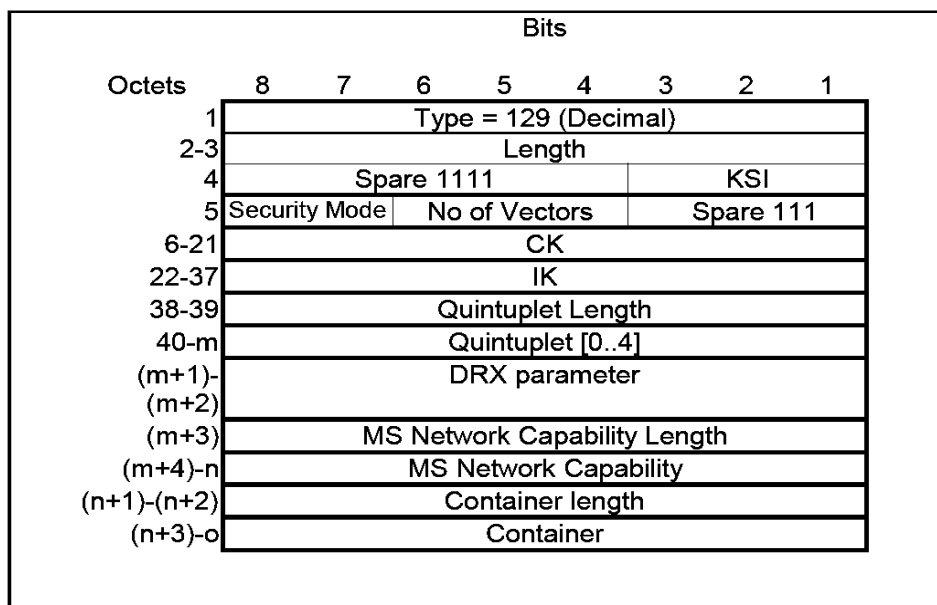 Bits
Octets 8 7 6 5 4 3 2 1
1 Type = 129 (Decimal)
2-3 Length
4 Spare 1111 KSI
5 Security Mode No of Vectors Spare 111
6-21 CK
22-37 IK
38-39 Quintuplet Length
40-m Quintuplet [0..4]
(m+1)- DRX parameter
(m+2)
(m+3) MS Network Capability Length
(m+4)-n MS Network Capability
(n+1)-(n+2) Container length
(n+3)-o Container